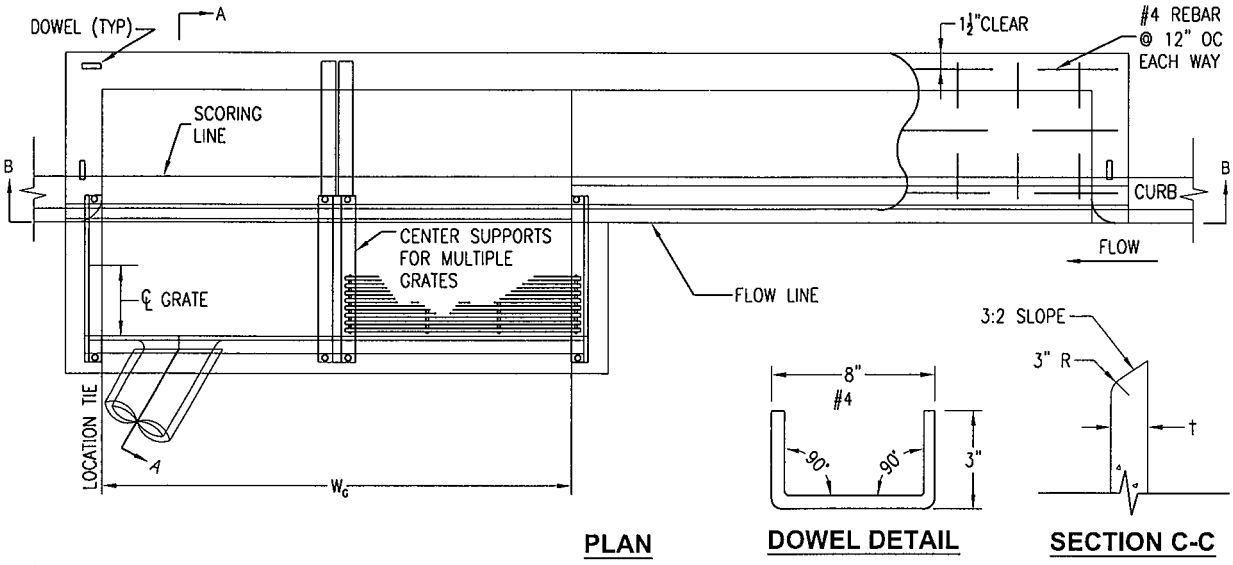 A
DOWEL (TYP)
1½"CLEAR
#4 REBAR
@ 12" OC
EACH WAY
SCORING
LINE
B
B
CURB
CENTER SUPPORTS
FOR MULTIPLE
GRATES
FLOW
℄ GRATE
FLOW LINE
3:2 SLOPE
3" R
8"
#4
t
LOCATION TIE
A
90°
90°
3"
W_G
PLAN
DOWEL DETAIL
SECTION C-C